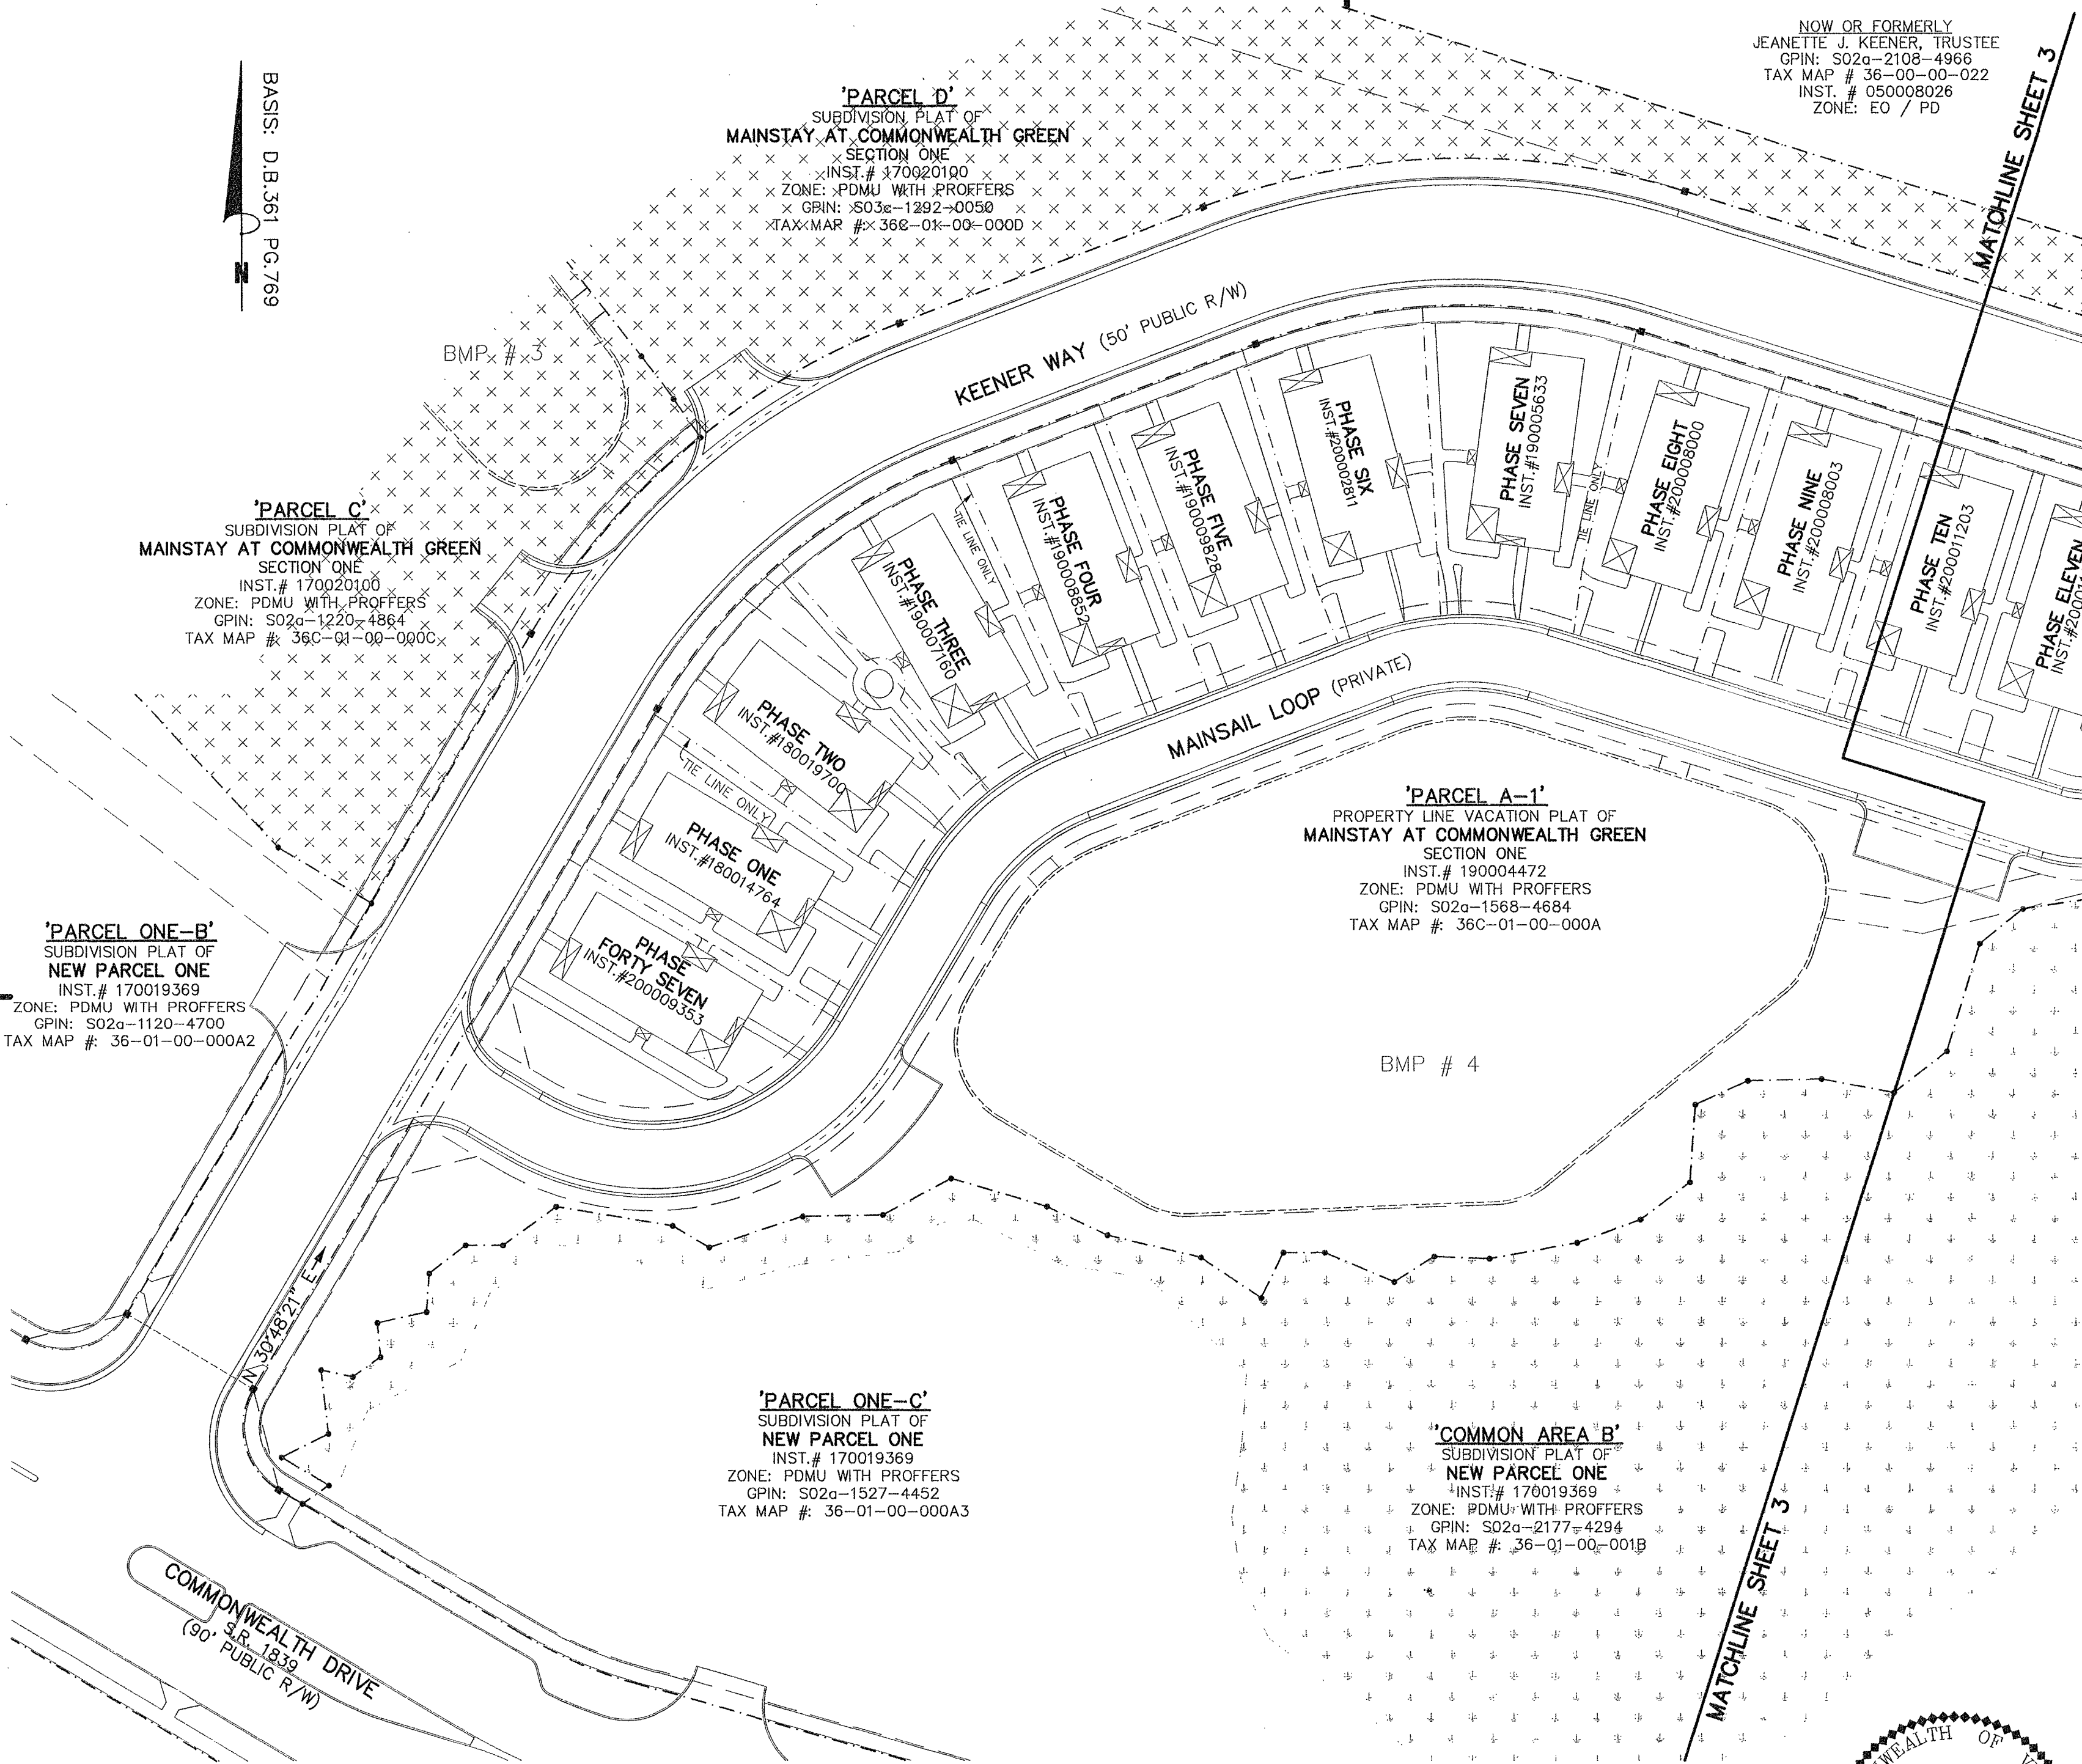 NOW OR FORMERLY
JEANETTE J. KEENER, TRUSTEE
GPIN: S02a-2108-4966
TAX MAP # 36-00-00-022
INST. # 050008026
ZONE: EO / PD
MATCHLINE SHEET 3
BASIS: D.B.361 PG.769
N
'PARCEL D'
SUBDIVISION PLAT OF
MAINSTAY AT COMMONWEALTH GREEN
SECTION ONE
INST.# 170020100
ZONE: PDMU WITH PROFFERS
GPIN: S03c-1292-0050
TAX MAP #: 36C-01-00-000D
BMP # 3
KEENER WAY (50' PUBLIC R/W)
'PARCEL C'
SUBDIVISION PLAT OF
MAINSTAY AT COMMONWEALTH GREEN
SECTION ONE
INST.# 170020100
ZONE: PDMU WITH PROFFERS
GPIN: S02a-1220-4864
TAX MAP #: 36C-01-00-000C
PHASE SIX
INST.#200002811
PHASE SEVEN
INST.#190005633
TIE LINE ONLY
PHASE EIGHT
INST.#200008000
PHASE NINE
INST.#200008003
PHASE TEN
INST.#200011203
PHASE ELEVEN
PHASE FIVE
INST.#190009828
PHASE FOUR
INST.#190008852
TIE LINE ONLY
PHASE THREE
INST.#190007160
PHASE TWO
INST.#180019700
TIE LINE ONLY
PHASE ONE
INST.#180014764
PHASE
FORTY SEVEN
INST.#200009353
MAINSAIL LOOP (PRIVATE)
'PARCEL A-1'
PROPERTY LINE VACATION PLAT OF
MAINSTAY AT COMMONWEALTH GREEN
SECTION ONE
INST.# 190004472
ZONE: PDMU WITH PROFFERS
GPIN: S02a-1568-4684
TAX MAP #: 36C-01-00-000A
BMP # 4
'PARCEL ONE-B'
SUBDIVISION PLAT OF
NEW PARCEL ONE
INST.# 170019369
ZONE: PDMU WITH PROFFERS
GPIN: S02a-1120-4700
TAX MAP #: 36-01-00-000A2
N 30°48'21" E
'PARCEL ONE-C'
SUBDIVISION PLAT OF
NEW PARCEL ONE
INST.# 170019369
ZONE: PDMU WITH PROFFERS
GPIN: S02a-1527-4452
TAX MAP #: 36-01-00-000A3
'COMMON AREA B'
SUBDIVISION PLAT OF
NEW PARCEL ONE
INST.# 170019369
ZONE: PDMU WITH PROFFERS
GPIN: S02a-2177-4294
TAX MAP #: 36-01-00-001B
MATCHLINE SHEET 3
COMMONWEALTH DRIVE
S.R. 1839
(90' PUBLIC R/W)
WEALTH OF